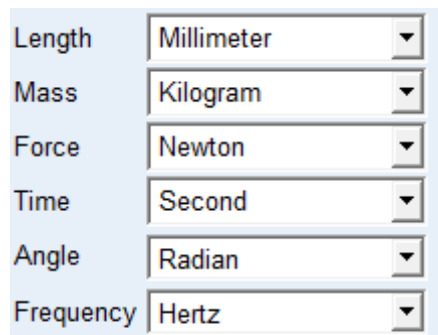 Length Millimeter
Mass Kilogram
Force Newton
Time Second
Angle Radian
Frequency Hertz